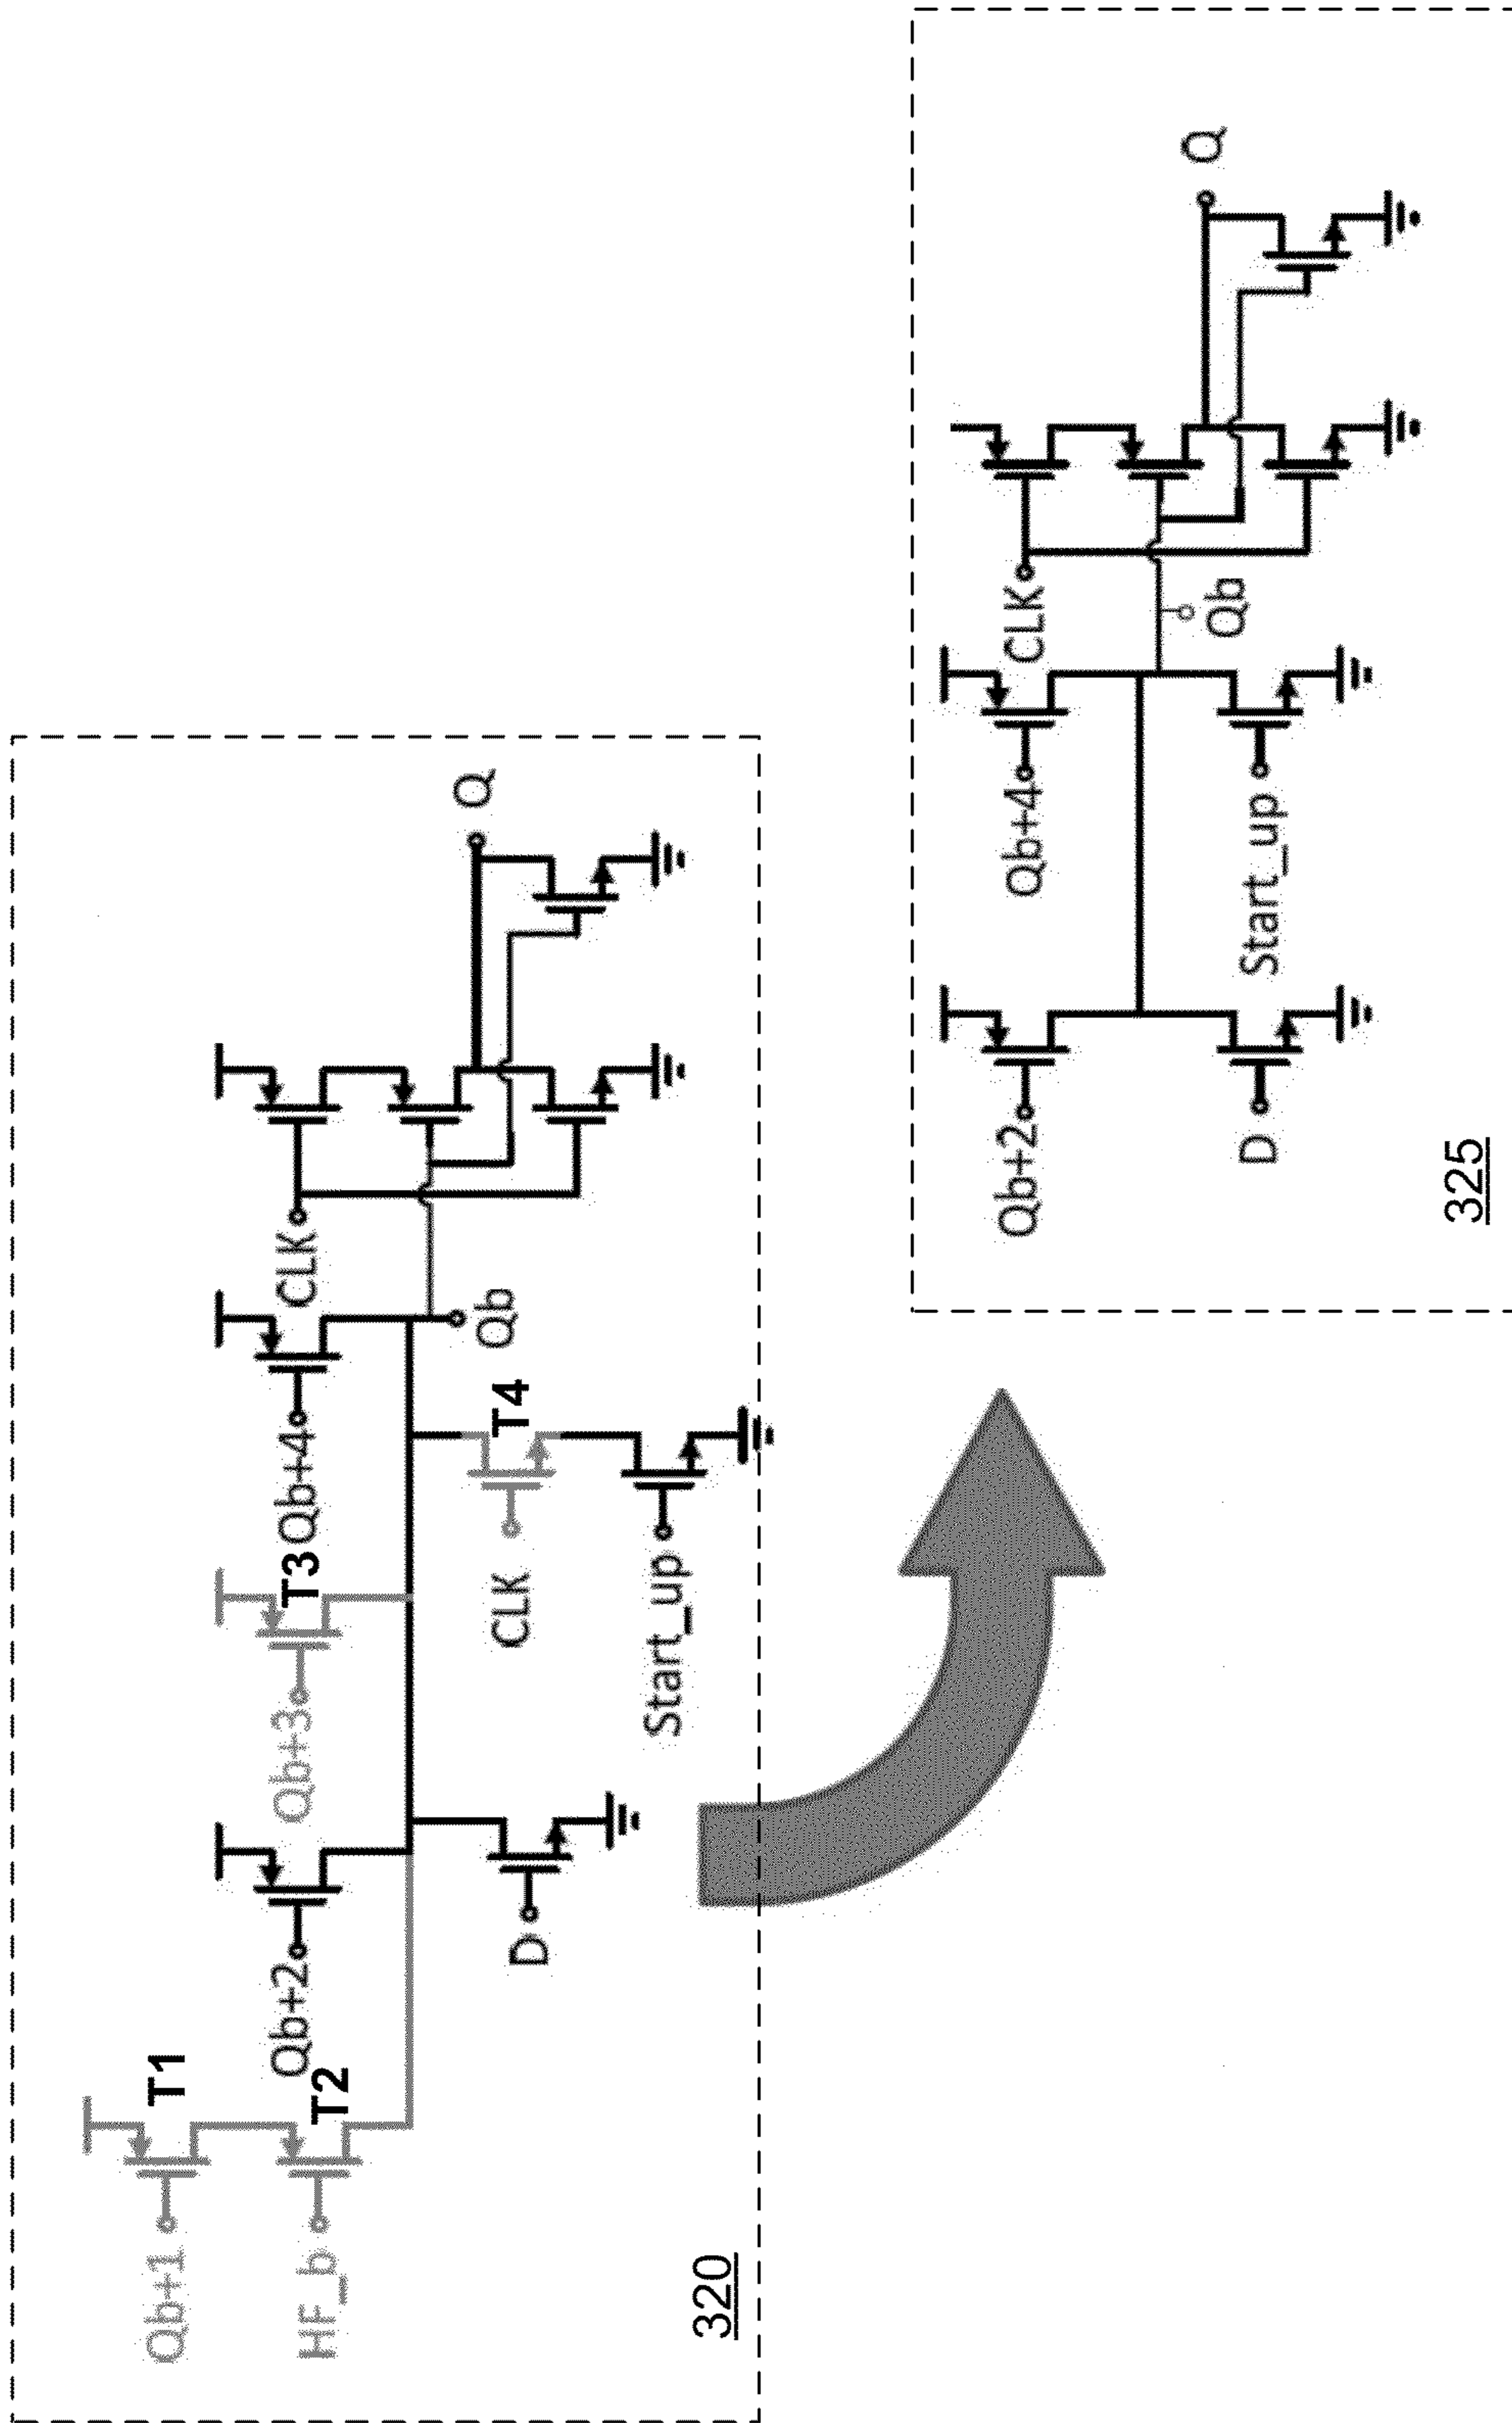 Qb+1
T1
HF_b
T2
Qb+2
D
Qb+3
T3
Qb+4
CLK
T4
Start_up
Qb
CLK
Q
320
Qb+2
D
Qb+4
Start_up
CLK
Qb
Q
325